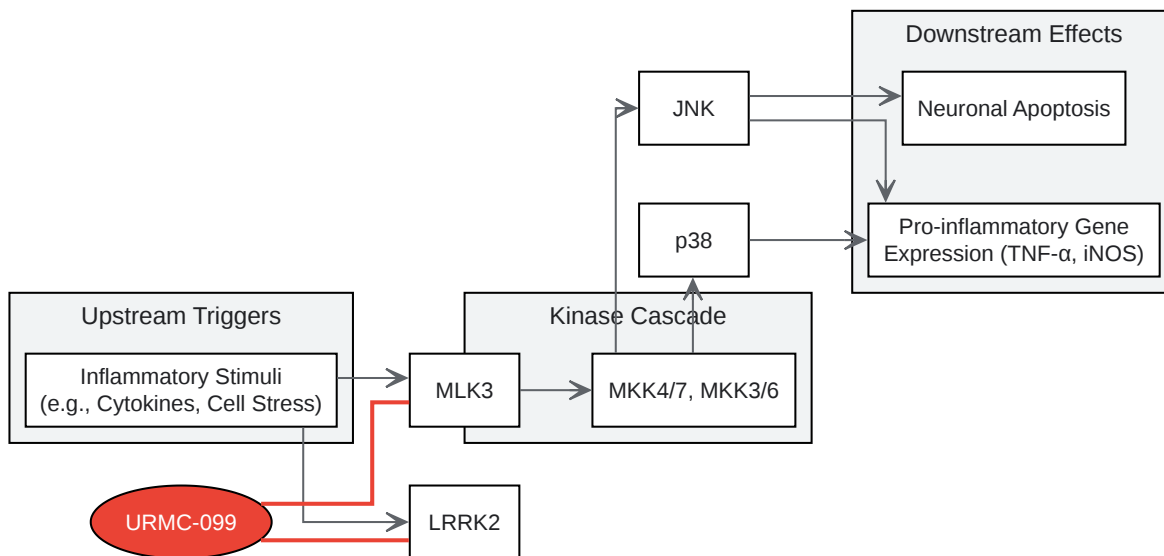 Downstream Effects
JNK
Neuronal Apoptosis
p38
Pro-inflammatory Gene
Expression (TNF-α, iNOS)
Upstream Triggers
Kinase Cascade
Inflammatory Stimuli
(e.g., Cytokines, Cell Stress)
MLK3
MKK4/7, MKK3/6
URMC-099
LRRK2